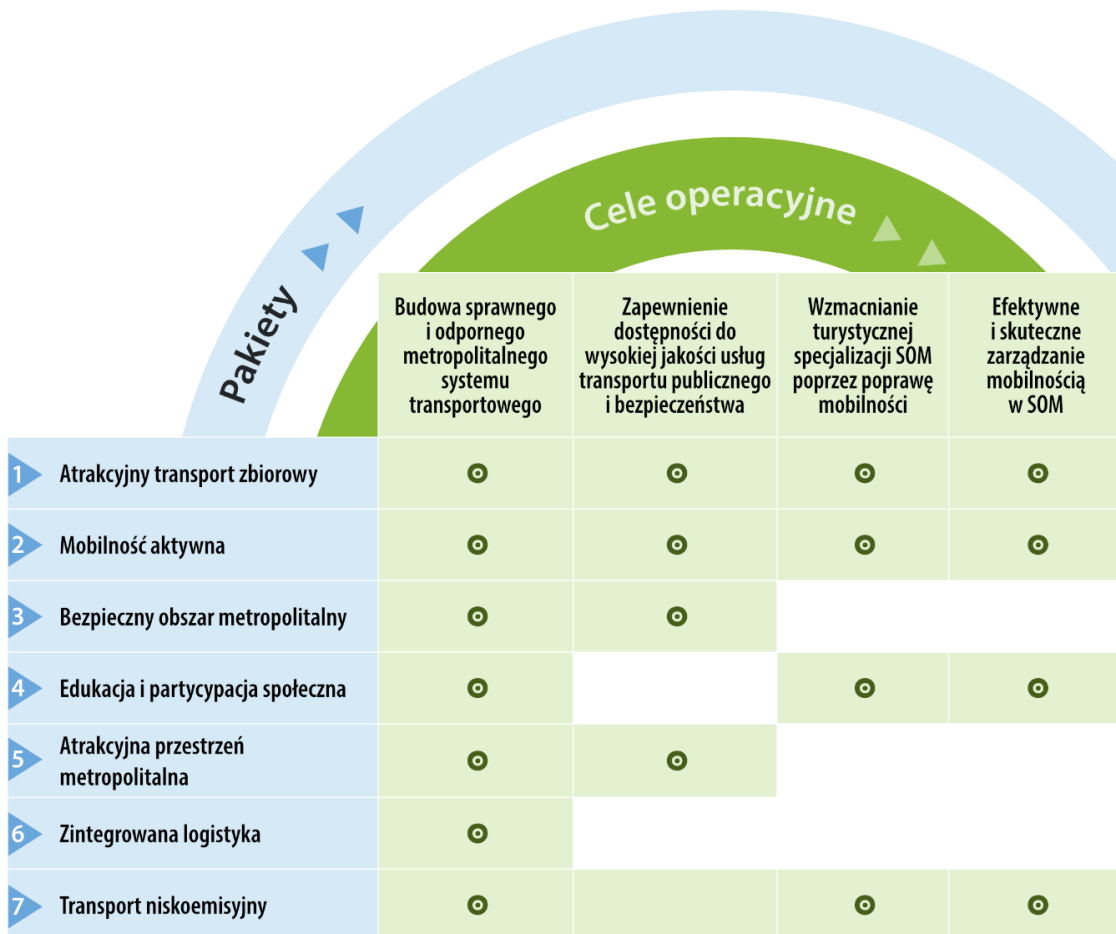 Cele operacyjne
Pakiety
Budowa sprawnego
i odpornego
metropolitalnego
systemu
transportowego
Zapewnienie
dostępności do
wysokiej jakości usług
transportu publicznego
i bezpieczeństwa
Wzmacnianie
turystycznej
specjalizacji SOM
poprzez poprawę
mobilności
Efektywne
i skuteczne
zarządzanie
mobilnością
w SOM
1 Atrakcyjny transport zbiorowy
2 Mobilność aktywna
3 Bezpieczny obszar metropolitalny
4 Edukacja i partycypacja społeczna
5 Atrakcyjna przestrzeń
metropolitalna
6 Zintegrowana logistyka
7 Transport niskoemisyjny